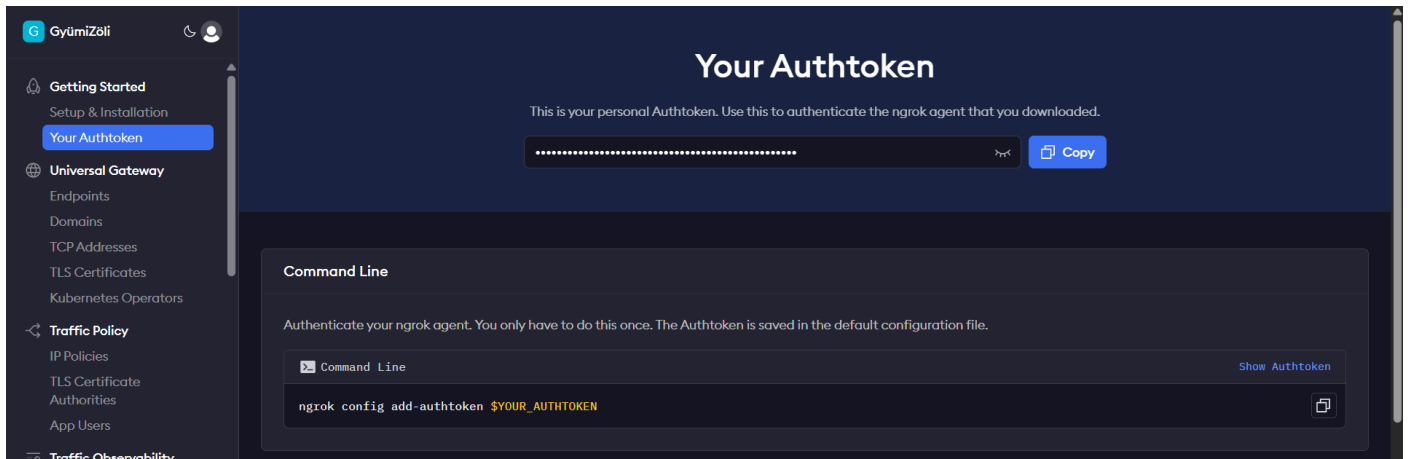 G GyümiZöli
Getting Started
Setup & Installation
Your Authtoken
Universal Gateway
Endpoints
Domains
TCP Addresses
TLS Certificates
Kubernetes Operators
Traffic Policy
IP Policies
TLS Certificate
Authorities
App Users
Traffic Observability
Your Authtoken
This is your personal Authtoken. Use this to authenticate the ngrok agent that you downloaded.
•••••••••••••••••••••••••••••••••••••••••••••••••
Copy
Command Line
Authenticate your ngrok agent. You only have to do this once. The Authtoken is saved in the default configuration file.
Command Line
Show Authtoken
ngrok config add-authtoken $YOUR_AUTHTOKEN